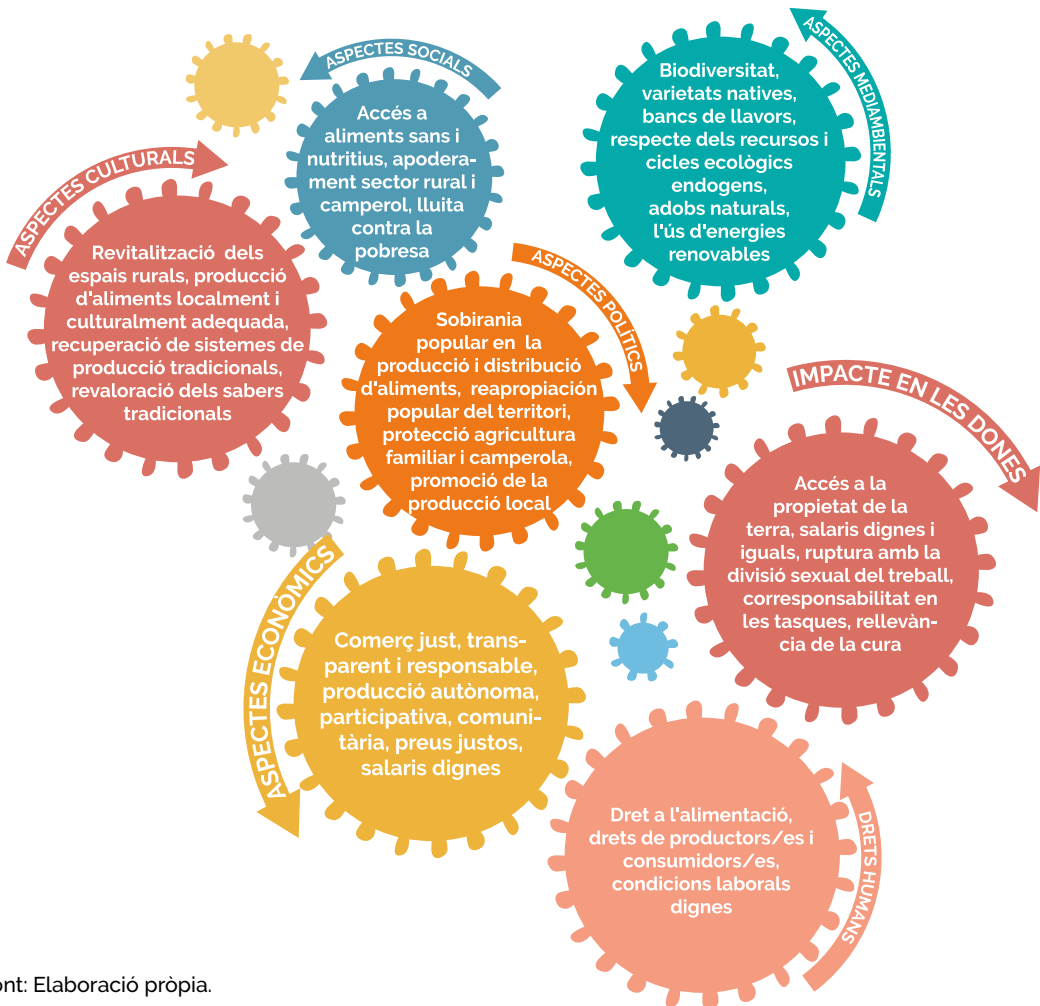 ASPECTES SOCIALS
Accés a
aliments sans i
nutritius, apodera-
ment sector rural i
camperol, lluita
contra la
pobresa
ASPECTES MEDIAMBIENTALS
Biodiversitat,
varietats natives,
bancs de llavors,
respecte dels recursos i
cicles ecològics
endogens,
adobs naturals,
l'ús d'energies
renovables
ASPECTES CULTURALS
Revitalització dels
espais rurals, producció
d'aliments localment i
culturalment adequada,
recuperació de sistemes de
producció tradicionals,
revaloració dels sabers
tradicionals
ASPECTES POLÍTICS
Sobirania
popular en la
producció i distribució
d'aliments, reapropiación
popular del territori,
protecció agricultura
familiar i camperola,
promoció de la
producció local
IMPACTE EN LES DONES
Accés a la
propietat de la
terra, salaris dignes i
iguals, ruptura amb la
divisió sexual del treball,
corresponsabilitat en
les tasques, rellevàn-
cia de la cura
ASPECTES ECONÒMICS
Comerç just, trans-
parent i responsable,
producció autònoma,
participativa, comuni-
tària, preus justos,
salaris dignes
DRETS HUMANS
Dret a l'alimentació,
drets de productors/es i
consumidors/es,
condicions laborals
dignes
ont: Elaboració pròpia.